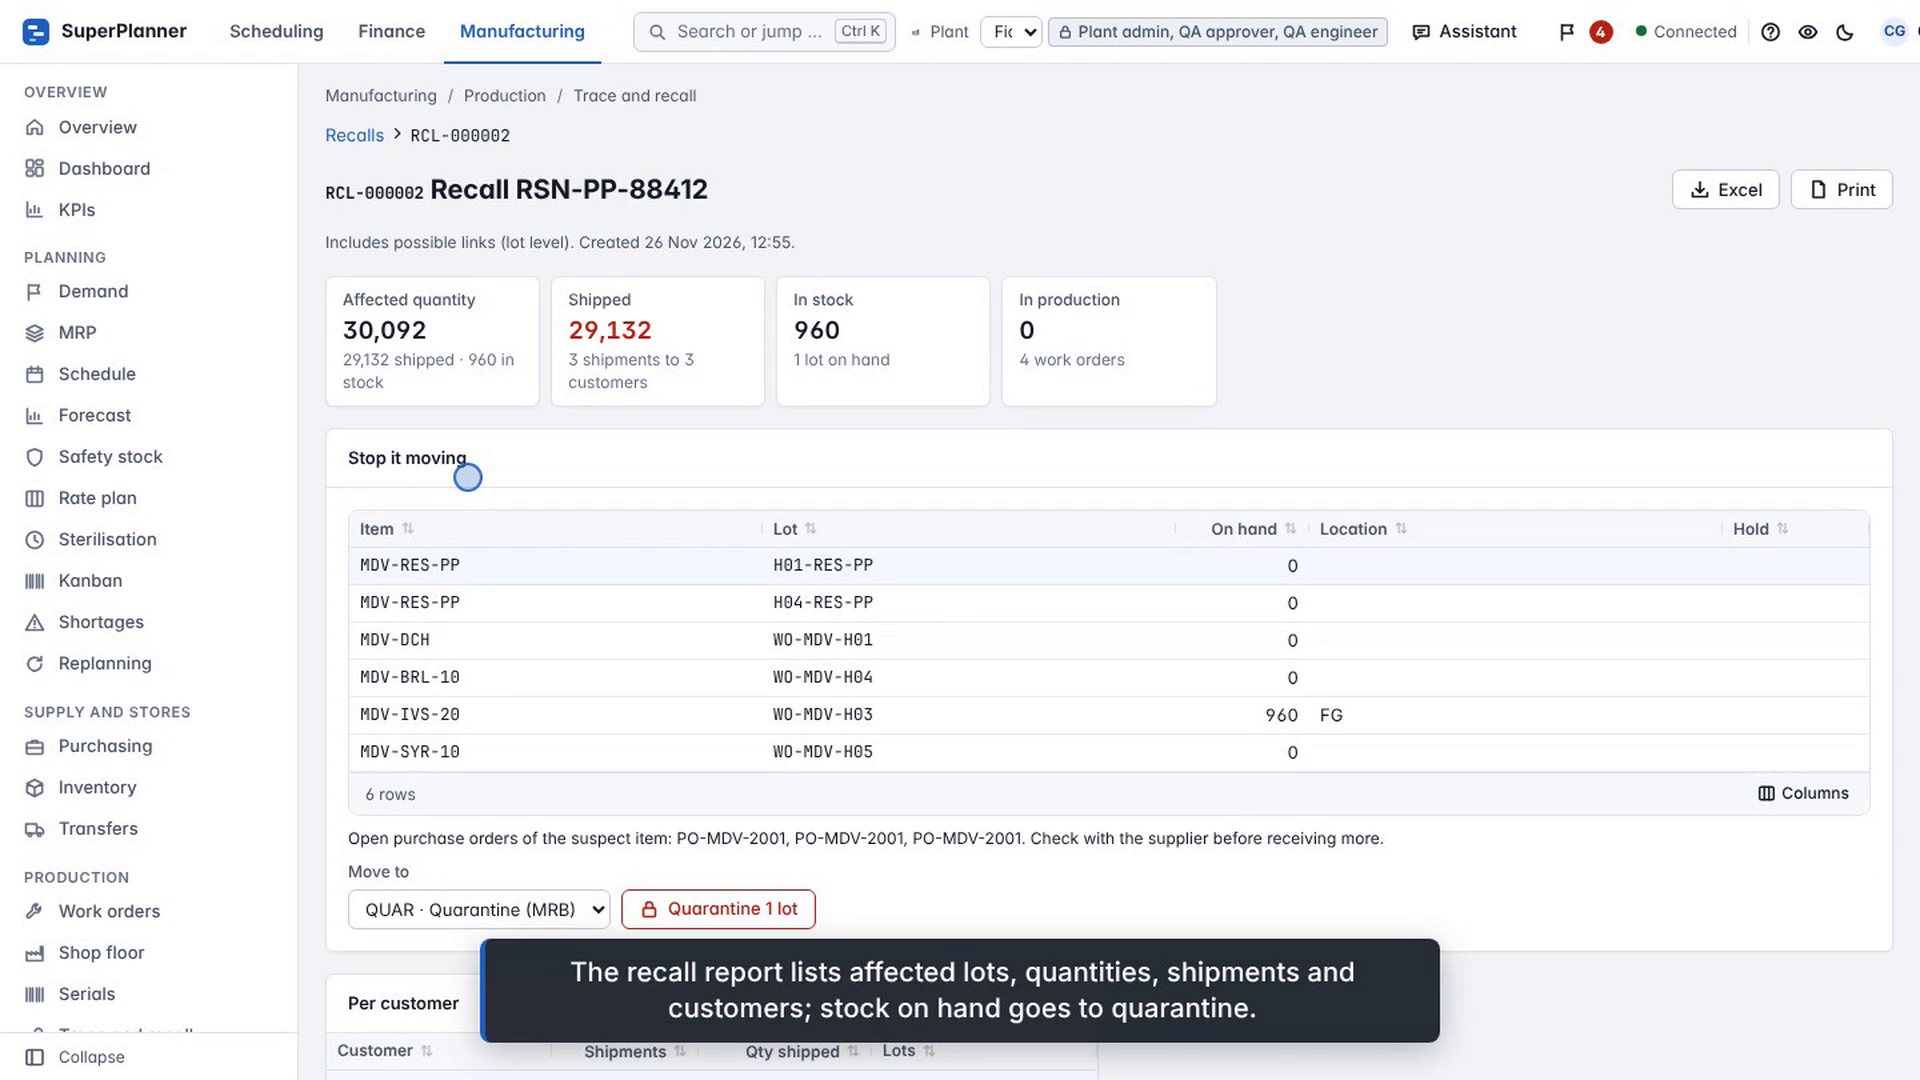 SuperPlanner
Scheduling
Finance
Manufacturing
Search or jump ...
Ctrl K
Plant
Fic
Plant admin, QA approver, QA engineer
Assistant
4
Connected
CG
OVERVIEW
Overview
Dashboard
KPIs
PLANNING
Demand
MRP
Schedule
Forecast
Safety stock
Rate plan
Sterilisation
Kanban
Shortages
Replanning
SUPPLY AND STORES
Purchasing
Inventory
Transfers
PRODUCTION
Work orders
Shop floor
Serials
Collapse
Manufacturing / Production / Trace and recall
Recalls > RCL-000002
RCL-000002 Recall RSN-PP-88412
Excel
Print
Includes possible links (lot level). Created 26 Nov 2026, 12:55.
Affected quantity
30,092
29,132 shipped · 960 in
stock
Shipped
29,132
3 shipments to 3
customers
In stock
960
1 lot on hand
In production
0
4 work orders
Stop it moving
Item Lot On hand Location Hold
MDV-RES-PP H01-RES-PP 0
MDV-RES-PP H04-RES-PP 0
MDV-DCH WO-MDV-H01 0
MDV-BRL-10 WO-MDV-H04 0
MDV-IVS-20 WO-MDV-H03 960 FG
MDV-SYR-10 WO-MDV-H05 0
6 rows
Columns
Open purchase orders of the suspect item: PO-MDV-2001, PO-MDV-2001, PO-MDV-2001. Check with the supplier before receiving more.
Move to
QUAR · Quarantine (MRB)
Quarantine 1 lot
The recall report lists affected lots, quantities, shipments and
customers; stock on hand goes to quarantine.
Per customer
Customer Shipments Qty shipped Lots